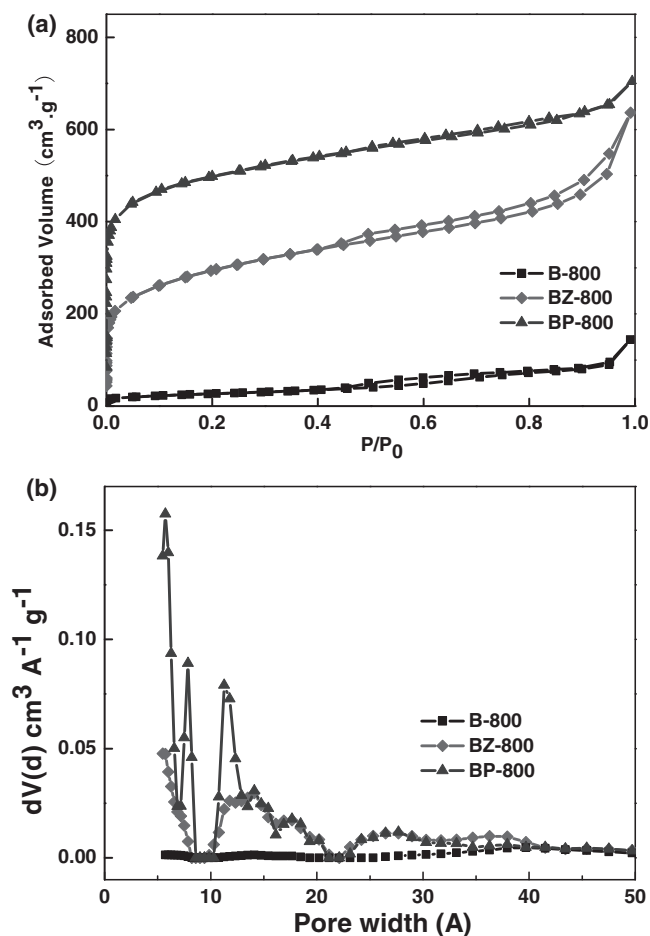 (a)
800
600
400
200
0
Adsorbed Volume (cm³.g⁻¹)
B-800
BZ-800
BP-800
0.0 0.2 0.4 0.6 0.8 1.0
P/P₀
(b)
0.15
0.10
0.05
0.00
dV(d) cm³ A⁻¹ g⁻¹
B-800
BZ-800
BP-800
0 10 20 30 40 50
Pore width (A)